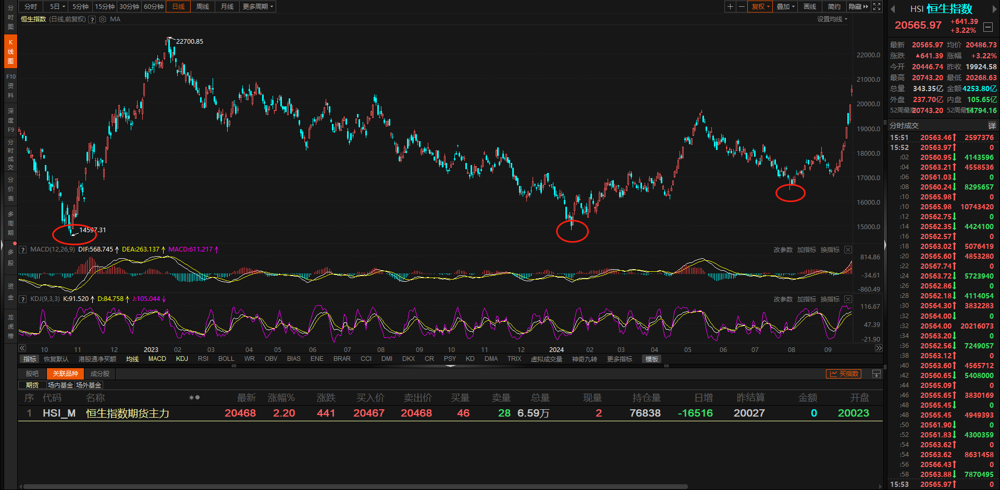 分时 5日 5分钟 15分钟 30分钟 60分钟 日线 周线 月线 更多周期
+ − 复权 叠加 画线 简约 隐藏
恒生指数 (日线,前复权) ? MA
设置均线
分时图
K线图
F10资料
深度F9
分时成交
分价表
多周期
多股
资金
龙虎榜
22700.85
14597.31
22000.0
21000.0
20000.0
19000.0
18000.0
17000.0
16000.0
15000.0
? MACD(12,26,9) DIF:568.745↑ DEA:263.137↑ MACD:611.217↑
改参数 加指标 换指标
814.86
-34.61
-860.49
? KDJ(9,3,3) K:91.520↑ D:84.758↑ J:105.044↓
改参数 加指标 换指标
116.67
47.39
-21.90
10 11 12 2023 02 03 04 05 06 07 08 09 10 11 12 2024 02 03 04 05 06 07 08 09
指标 恢复默认 港股通净买额 均线 MACD KDJ RSI BOLL WR OBV BIAS ENE BRAR CCI DMI DKX CR PSY KD DMA TRIX 虚拟成交量 神奇九转 更多指标 模板
股吧 关联品种 成分股
买指数
期货 场内基金 场外基金
序 代码 名称 最新 涨幅% 涨跌 买入价 卖出价 买量 卖量 总量 现量 持仓量 日增 昨结算 金额 开盘
1 HSI_M 恒生指数期货主力 20468 2.20 441 20467 20468 46 28 6.59万 2 76838 -16516 20027 0 20023
HSI 恒生指数
20565.97 +641.39
+3.22%
最新 20565.97 均价 20486.73
涨跌 ▲641.39 涨幅 +3.22%
今开 20446.74 昨收 19924.58
最高 20743.20 最低 20268.63
总量 343.35亿 金额 4253.80亿
外盘 237.70亿 内盘 105.65亿
52周最高 20743.20 52周最 14794.16
分时成交 详
15:51 20563.46↑ 2597376
15:52 20563.97↑ 0
:02 20560.95↓ 4143596
:04 20563.21↑ 4558536
:06 20561.03↓ 0
:08 20560.24↓ 8295657
:10 20565.98↑ 0
:10 20565.98 10743420
:12 20562.75↓ 0
:14 20562.35↓ 4424100
:16 20562.57↑ 0
:18 20563.02↑ 5076419
:20 20565.60↑ 4853280
:22 20567.74↑ 0
:24 20563.72↓ 5723940
:26 20562.86↓ 0
:28 20562.18↓ 4114054
:30 20564.30↑ 3832283
:32 20564.00↓ 0
:32 20564.00 20216073
:34 20563.20↓ 0
:36 20562.56↓ 7249057
:38 20563.12↑ 0
:40 20563.60↑ 4565712
:42 20560.65↓ 5408000
:44 20565.09↑ 0
:46 20565.65↑ 3830169
:48 20565.45↓ 0
:48 20565.45 4949393
:50 20561.90↓ 0
:52 20561.83↓ 4300359
:54 20563.62↑ 0
:54 20563.62 8631458
:56 20566.43↑ 0
:58 20563.88↓ 7870495
15:53 20565.97↑ 0